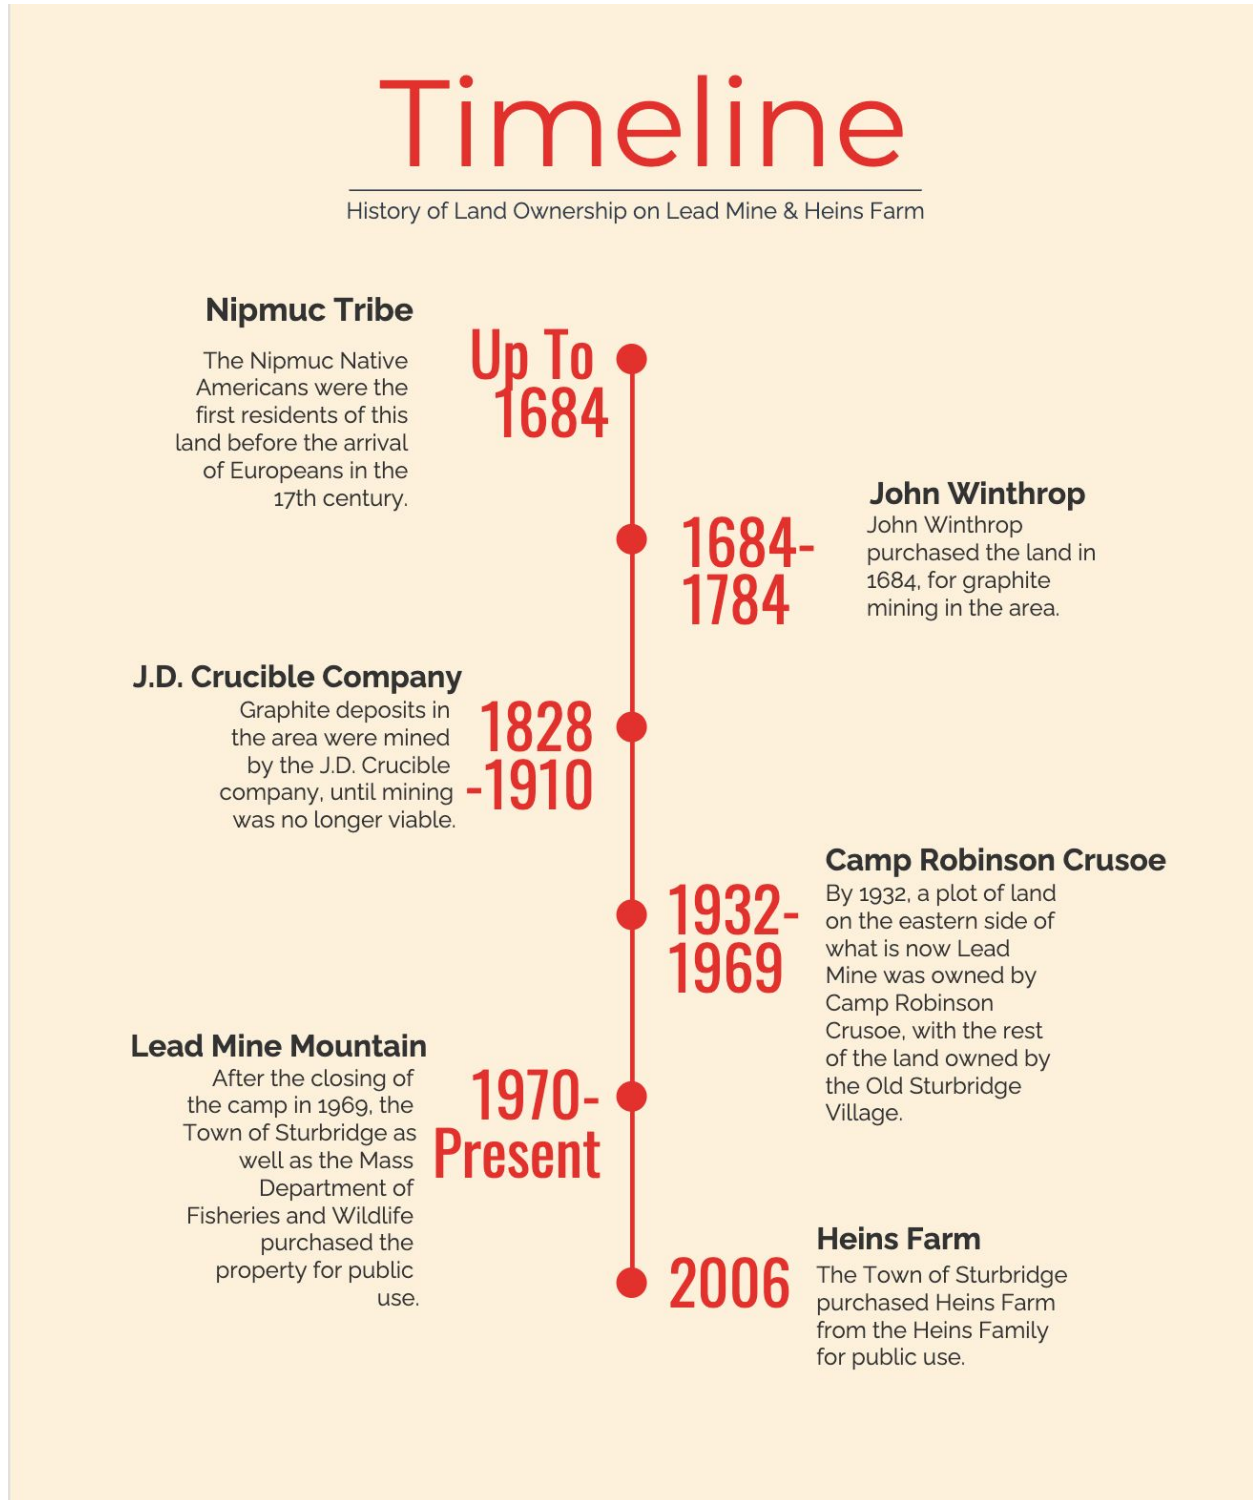 Timeline
History of Land Ownership on Lead Mine & Heins Farm
Nipmuc Tribe
The Nipmuc Native
Americans were the
first residents of this
land before the arrival
of Europeans in the
17th century.
Up To
1684
John Winthrop
John Winthrop
purchased the land in
1684, for graphite
mining in the area.
1684-
1784
J.D. Crucible Company
Graphite deposits in
the area were mined
by the J.D. Crucible
company, until mining
was no longer viable.
1828
-1910
Camp Robinson Crusoe
By 1932, a plot of land
on the eastern side of
what is now Lead
Mine was owned by
Camp Robinson
Crusoe, with the rest
of the land owned by
the Old Sturbridge
Village.
1932-
1969
Lead Mine Mountain
After the closing of
the camp in 1969, the
Town of Sturbridge as
well as the Mass
Department of
Fisheries and Wildlife
purchased the
property for public
use.
1970-
Present
Heins Farm
The Town of Sturbridge
purchased Heins Farm
from the Heins Family
for public use.
2006